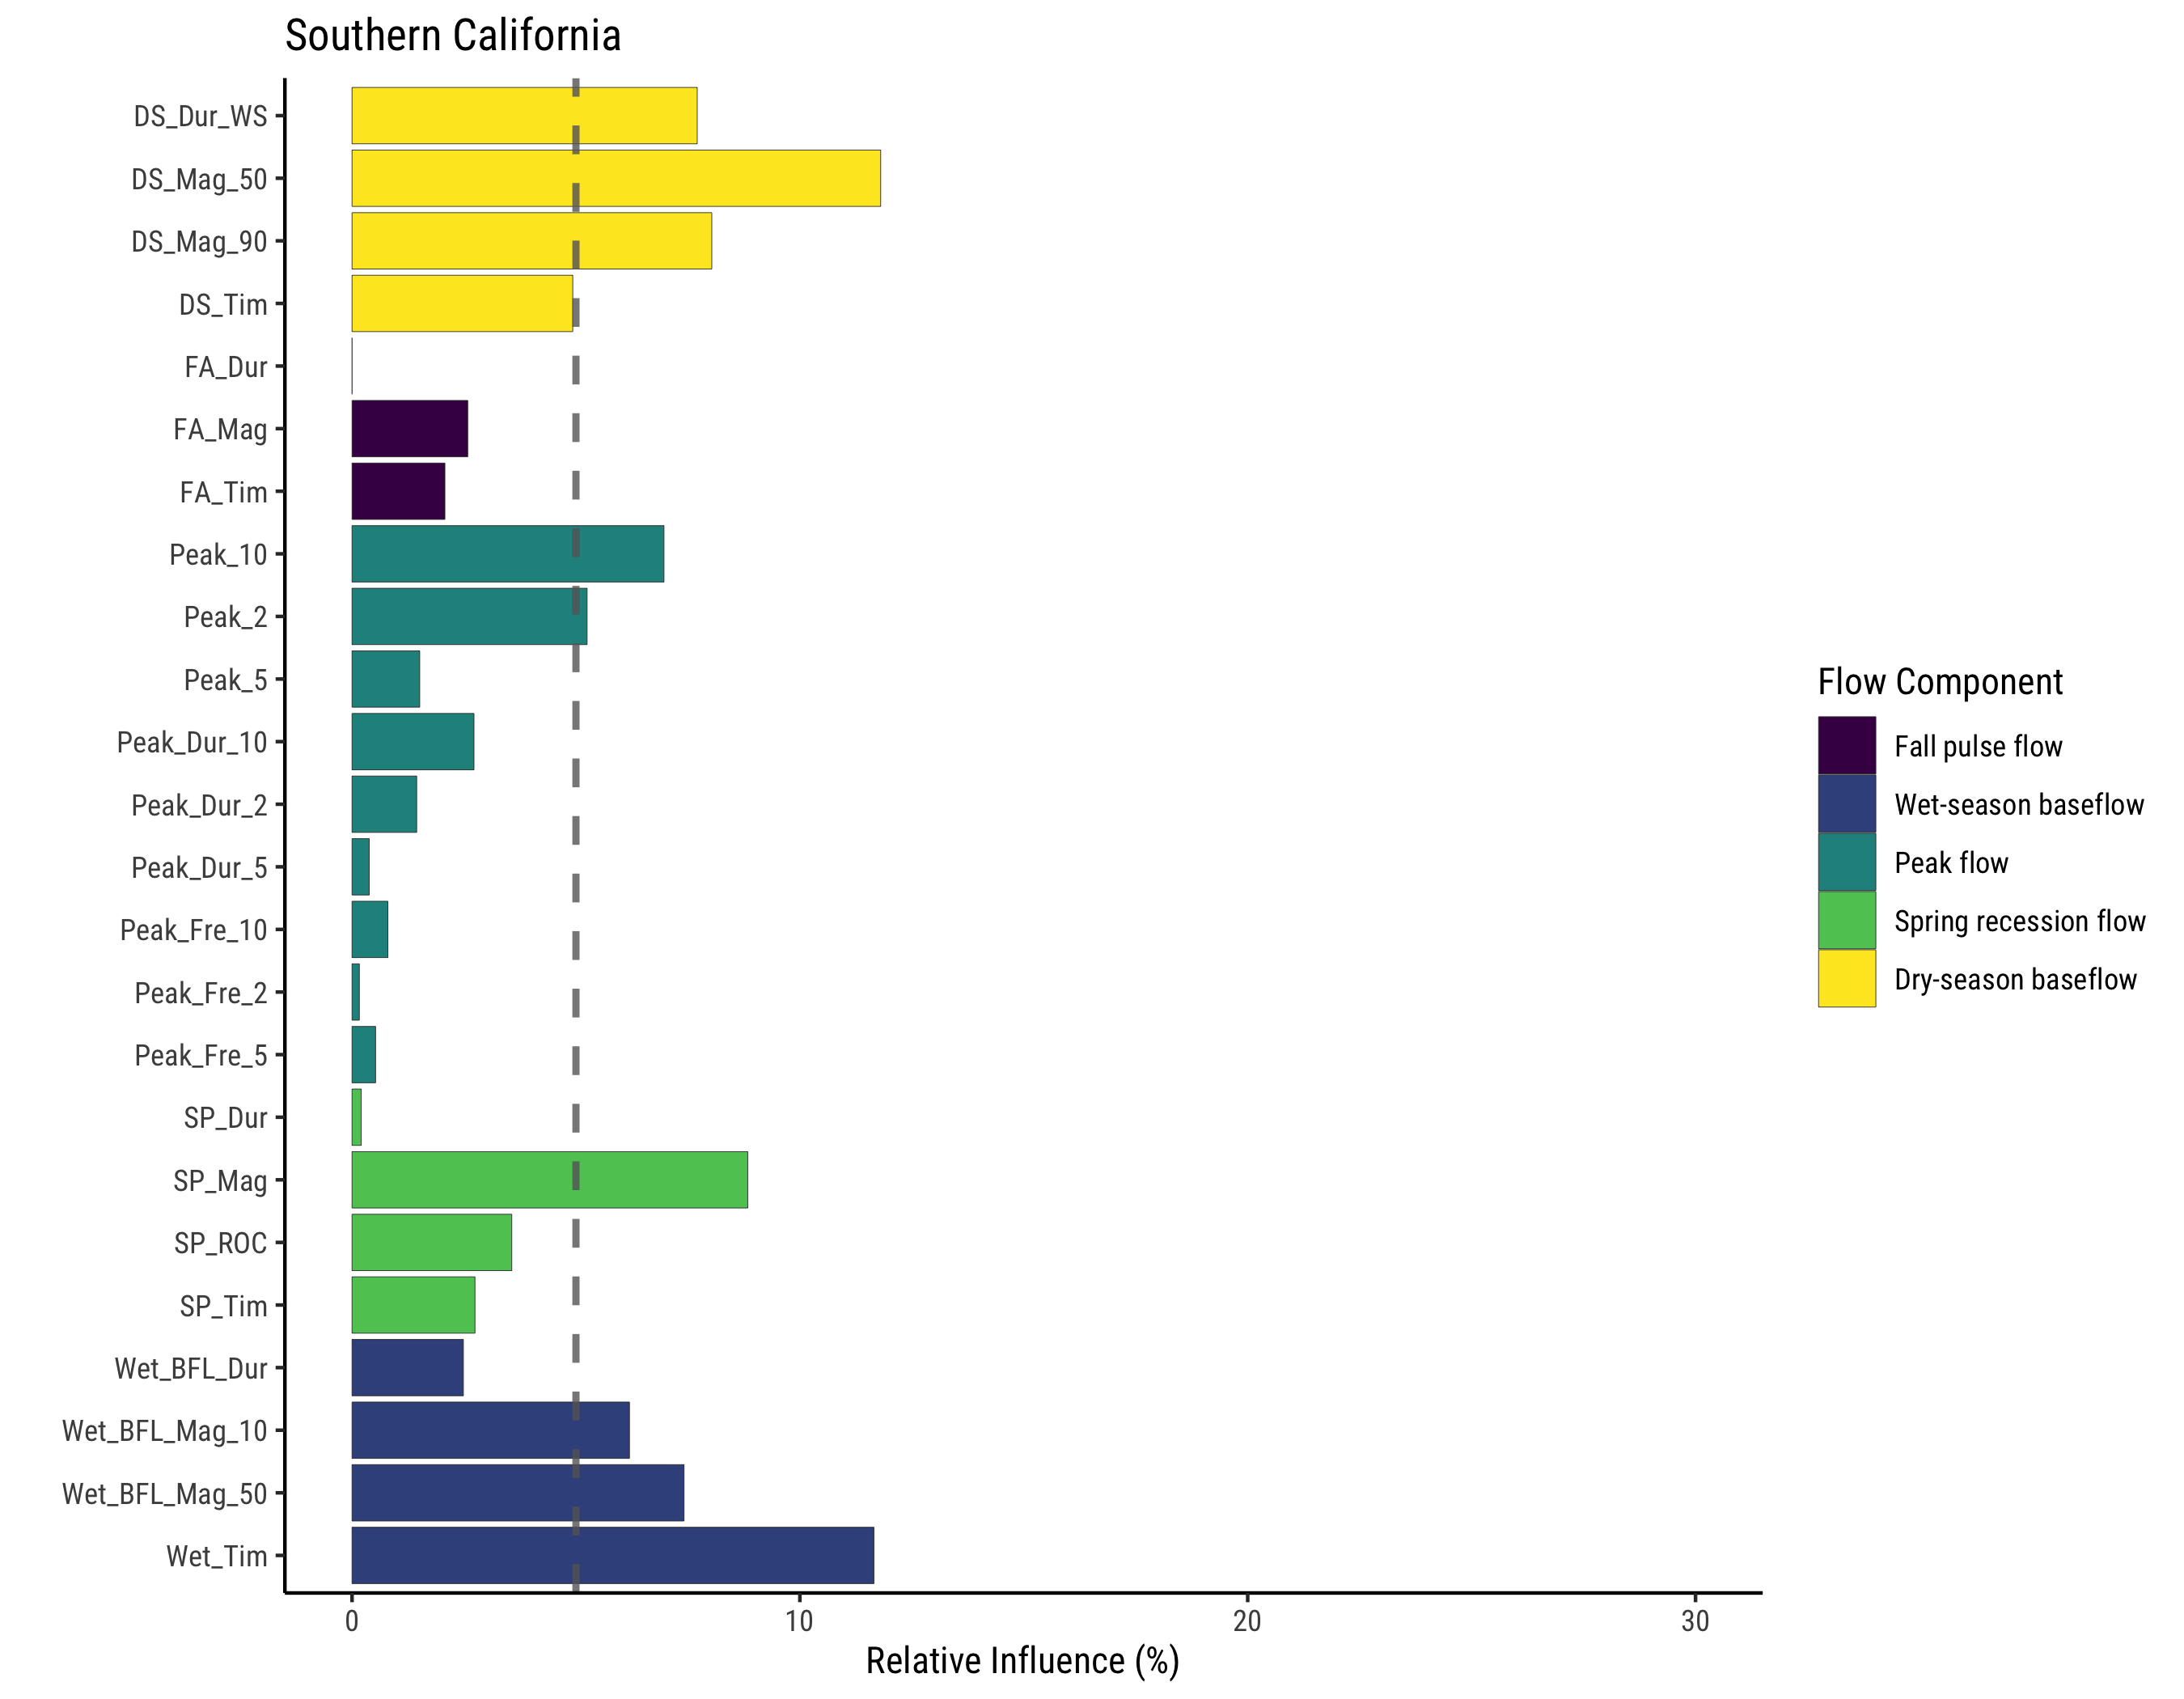 Southern California
DS_Dur_WS
DS_Mag_50
DS_Mag_90
DS_Tim
FA_Dur
FA_Mag
FA_Tim
Peak_10
Peak_2
Peak_5
Peak_Dur_10
Peak_Dur_2
Peak_Dur_5
Peak_Fre_10
Peak_Fre_2
Peak_Fre_5
SP_Dur
SP_Mag
SP_ROC
SP_Tim
Wet_BFL_Dur
Wet_BFL_Mag_10
Wet_BFL_Mag_50
Wet_Tim
0 10 20 30
Relative Influence (%)
Flow Component
Fall pulse flow
Wet-season baseflow
Peak flow
Spring recession flow
Dry-season baseflow